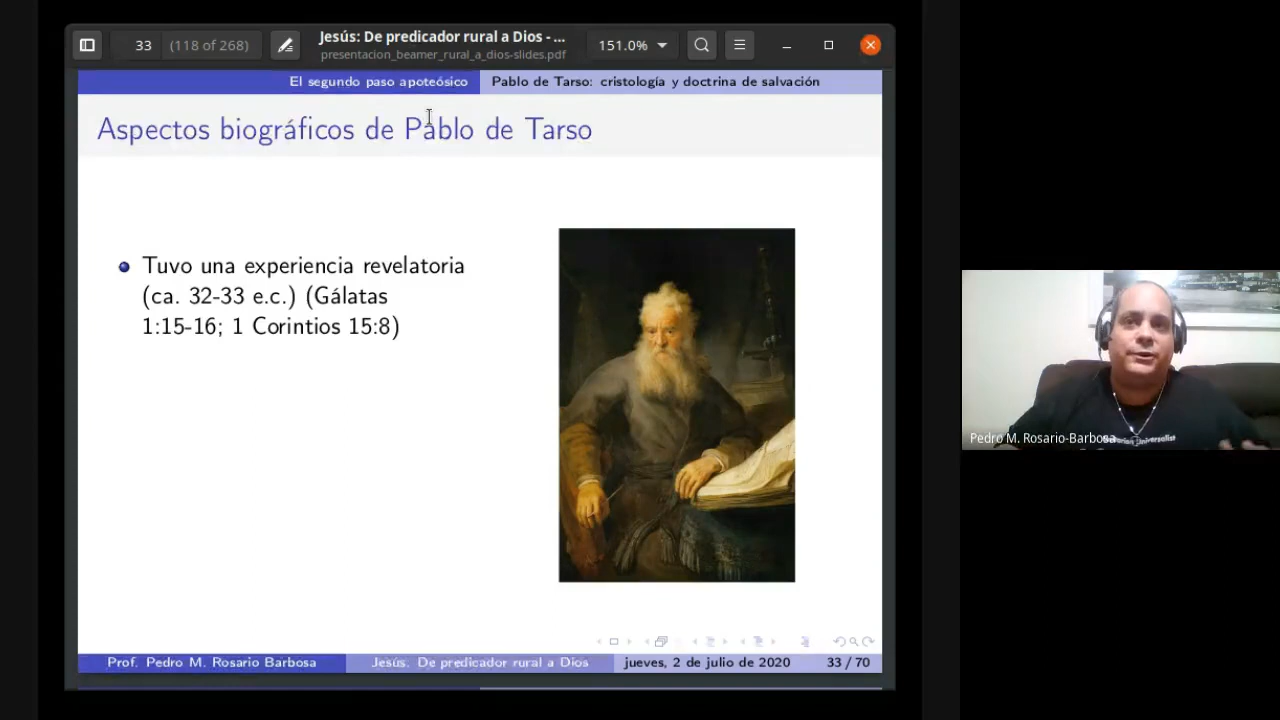 33 (118 of 268)
Jesús: De predicador rural a Dios - ...
presentacion_beamer_rural_a_dios-slides.pdf
151.0%
El segundo paso apoteósico
Pablo de Tarso: cristología y doctrina de salvación
Aspectos biográficos de Pablo de Tarso
Tuvo una experiencia revelatoria
(ca. 32-33 e.c.) (Gálatas
1:15-16; 1 Corintios 15:8)
Prof. Pedro M. Rosario Barbosa
Jesús: De predicador rural a Dios
jueves, 2 de julio de 2020
33 / 70
Pedro M. Rosario-Barbosa
Universalist